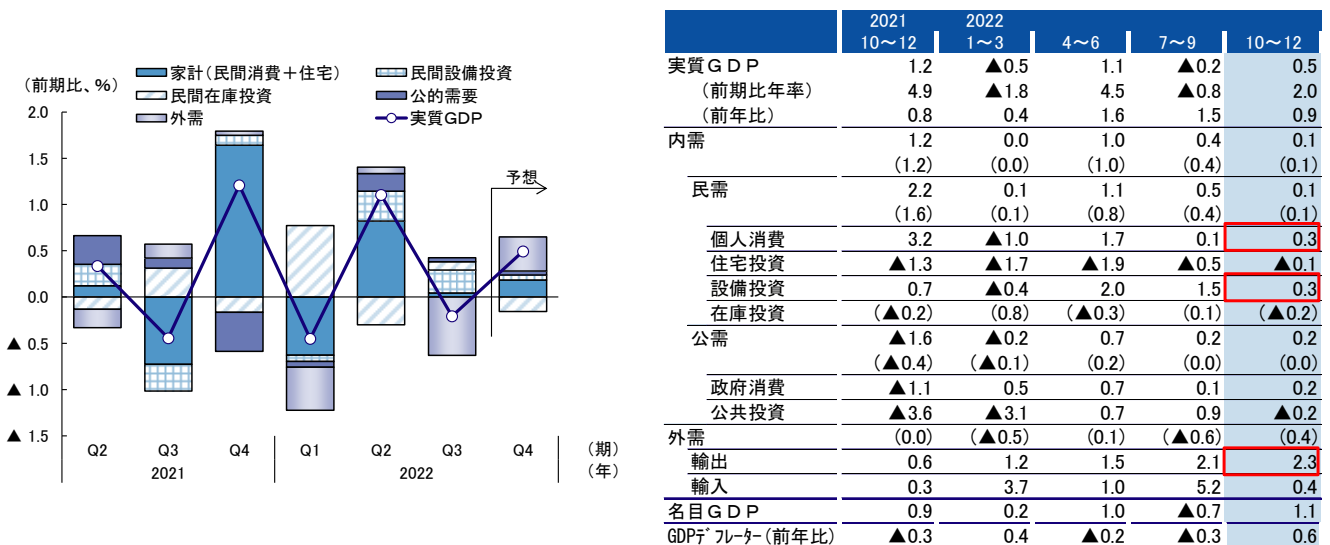 (前期比、%)
家計(民間消費+住宅)
民間設備投資
民間在庫投資
公的需要
外需
実質GDP
2.0
1.5
1.0
0.5
0.0
▲ 0.5
▲ 1.0
▲ 1.5
予想
Q2 Q3 Q4 Q1 Q2 Q3 Q4 (期)
2021 2022 (年)
2021 2022
10~12 1~3 4~6 7~9 10~12
実質GDP 1.2 ▲0.5 1.1 ▲0.2 0.5
(前期比年率) 4.9 ▲1.8 4.5 ▲0.8 2.0
(前年比) 0.8 0.4 1.6 1.5 0.9
内需 1.2 0.0 1.0 0.4 0.1
(1.2) (0.0) (1.0) (0.4) (0.1)
民需 2.2 0.1 1.1 0.5 0.1
(1.6) (0.1) (0.8) (0.4) (0.1)
個人消費 3.2 ▲1.0 1.7 0.1 0.3
住宅投資 ▲1.3 ▲1.7 ▲1.9 ▲0.5 ▲0.1
設備投資 0.7 ▲0.4 2.0 1.5 0.3
在庫投資 (▲0.2) (0.8) (▲0.3) (0.1) (▲0.2)
公需 ▲1.6 ▲0.2 0.7 0.2 0.2
(▲0.4) (▲0.1) (0.2) (0.0) (0.0)
政府消費 ▲1.1 0.5 0.7 0.1 0.2
公共投資 ▲3.6 ▲3.1 0.7 0.9 ▲0.2
外需 (0.0) (▲0.5) (0.1) (▲0.6) (0.4)
輸出 0.6 1.2 1.5 2.1 2.3
輸入 0.3 3.7 1.0 5.2 0.4
名目GDP 0.9 0.2 1.0 ▲0.7 1.1
GDPデフレーター(前年比) ▲0.3 0.4 ▲0.2 ▲0.3 0.6